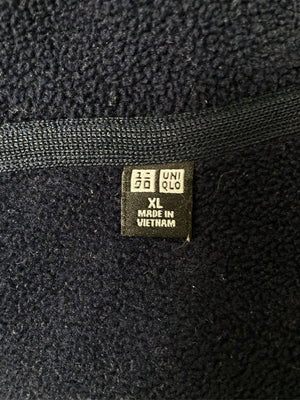 ユニ UNI
クロ QLO
XL
MADE IN
VIETNAM